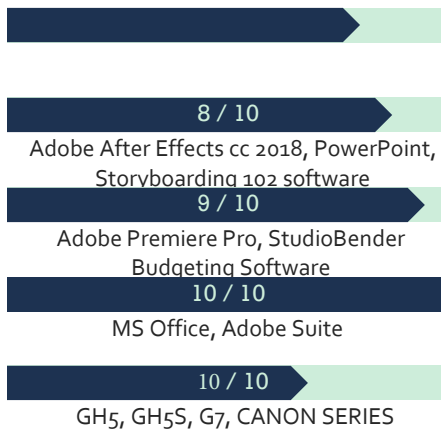 8 / 10
Adobe After Effects cc 2018, PowerPoint,
Storyboarding 102 software
9 / 10
Adobe Premiere Pro, StudioBender
Budgeting Software
10 / 10
MS Office, Adobe Suite
10 / 10
GH5, GH5S, G7, CANON SERIES